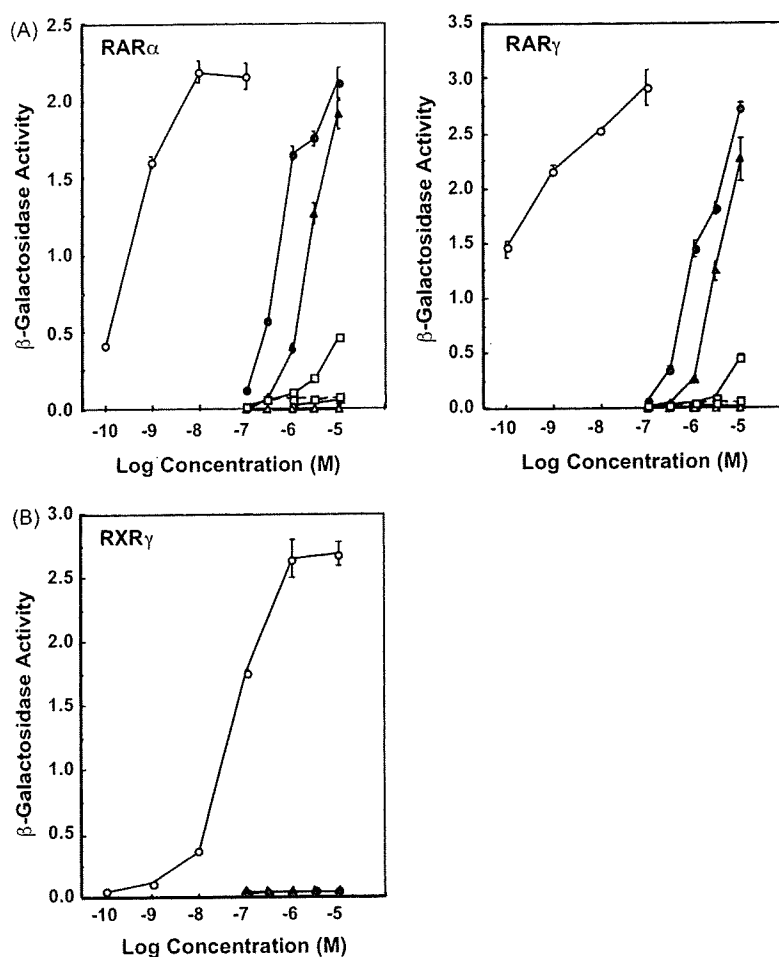 (A)
RARα
2.5
2.0
1.5
1.0
0.5
0.0
β-Galactosidase Activity
-10 -9 -8 -7 -6 -5
Log Concentration (M)
RARγ
3.5
3.0
2.5
2.0
1.5
1.0
0.5
0.0
β-Galactosidase Activity
-10 -9 -8 -7 -6 -5
Log Concentration (M)
(B)
RXRγ
3.0
2.5
2.0
1.5
1.0
0.5
0.0
β-Galactosidase Activity
-10 -9 -8 -7 -6 -5
Log Concentration (M)